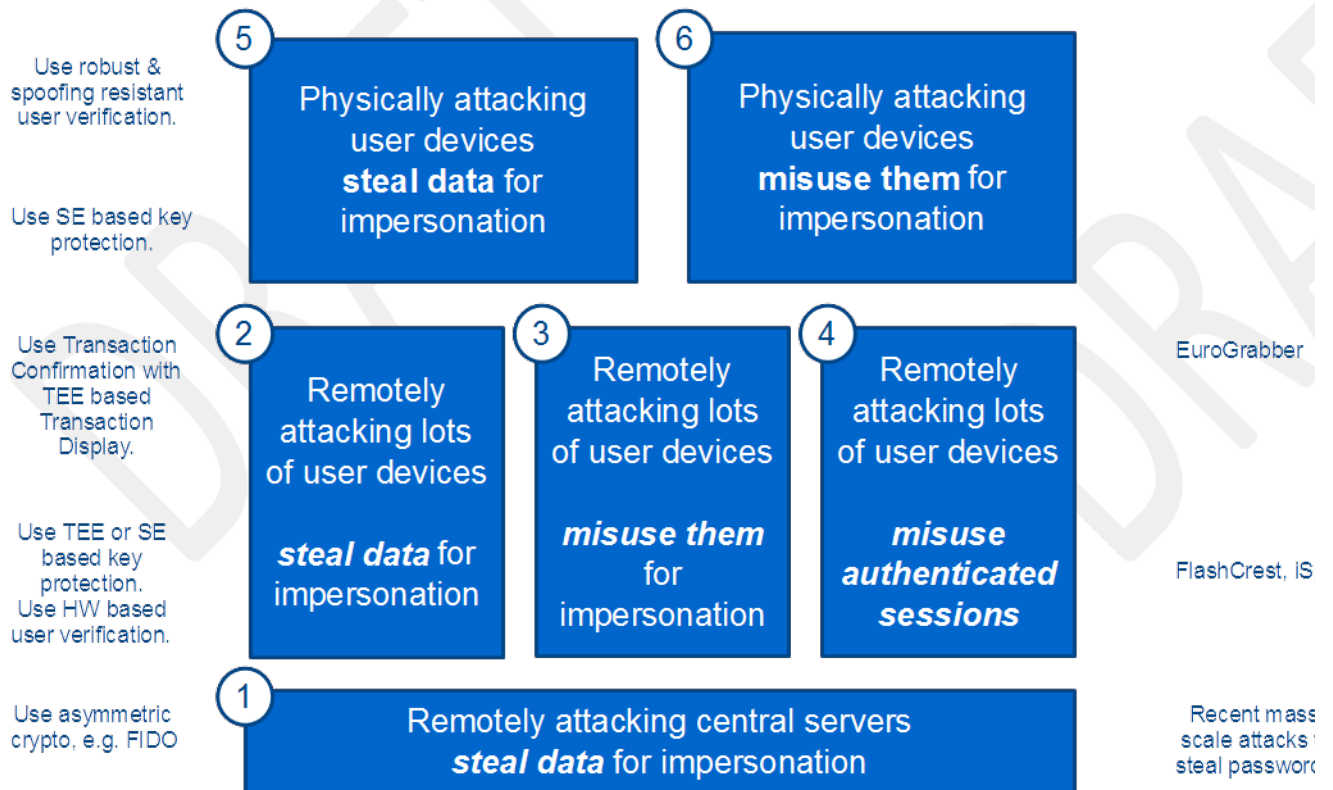 5
6
Use robust &
spoofing resistant
user verification.
Physically attacking
user devices
steal data for
impersonation
Physically attacking
user devices
misuse them for
impersonation
Use SE based key
protection.
2
3
4
Use Transaction
Confirmation with
TEE based
Transaction
Display.
Remotely
attacking lots
of user devices
steal data for
impersonation
Remotely
attacking lots
of user devices
misuse them
for
impersonation
Remotely
attacking lots
of user devices
misuse
authenticated
sessions
EuroGrabber
Use TEE or SE
based key
protection.
Use HW based
user verification.
FlashCrest, iS
1
Use asymmetric
crypto, e.g. FIDO
Remotely attacking central servers
steal data for impersonation
Recent mass
scale attacks
steal password
DRAFT
DRA